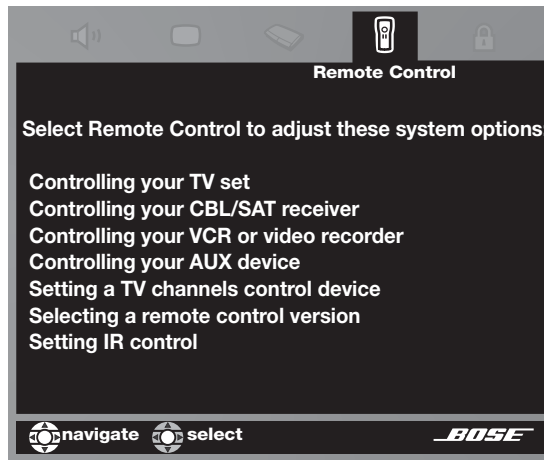 Remote Control
Select Remote Control to adjust these system options:
Controlling your TV set
Controlling your CBL/SAT receiver
Controlling your VCR or video recorder
Controlling your AUX device
Setting a TV channels control device
Selecting a remote control version
Setting IR control
navigate select BOSE